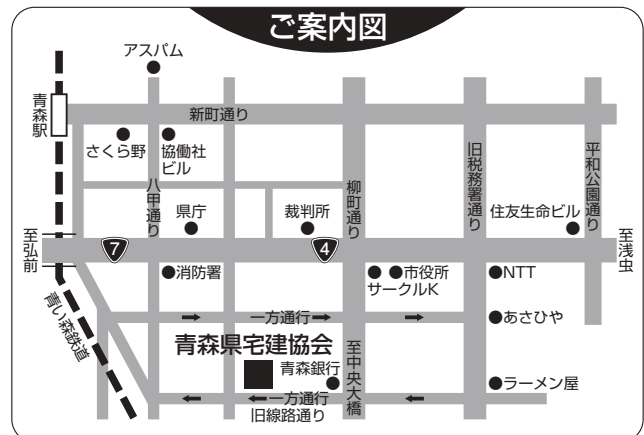 ご案内図
アスパム
青森駅
新町通り
さくら野
協働社
ビル
八甲通り
柳町通り
旧税務署通り
平和公園通り
県庁
裁判所
住友生命ビル
至弘前
7
4
至浅虫
消防署
市役所
サークルK
NTT
青い森鉄道
一方通行
あさひや
青森県宅建協会
青森銀行
至中央大橋
ラーメン屋
一方通行
旧線路通り